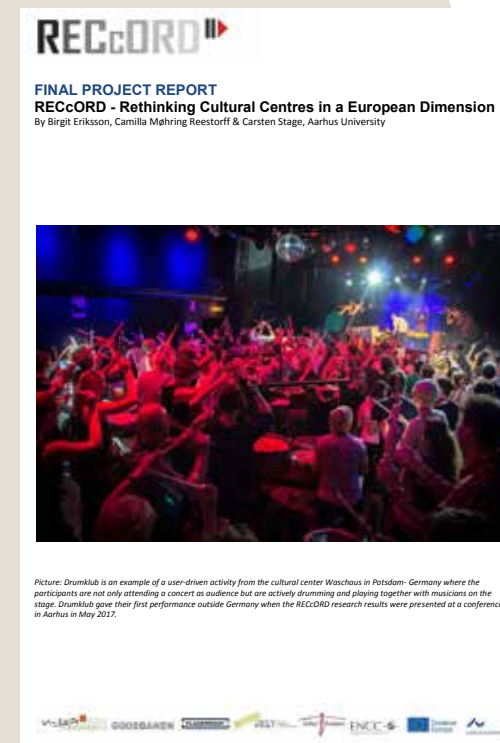 RECcORD
FINAL PROJECT REPORT
RECcORD - Rethinking Cultural Centres in a European Dimension
By Birgit Eriksson, Camilla Møhring Reestorff & Carsten Stage, Aarhus University
Picture: Drumklub is an example of a user-driven activity from the cultural center Waschaus in Potsdam- Germany where the
participants are not only attending a concert as audience but are actively drumming and playing together with musicians on the
stage. Drumklub gave their first performance outside Germany when the RECcORD research results were presented at a conference
in Aarhus in May 2017.
GODSBANEN
ENCC